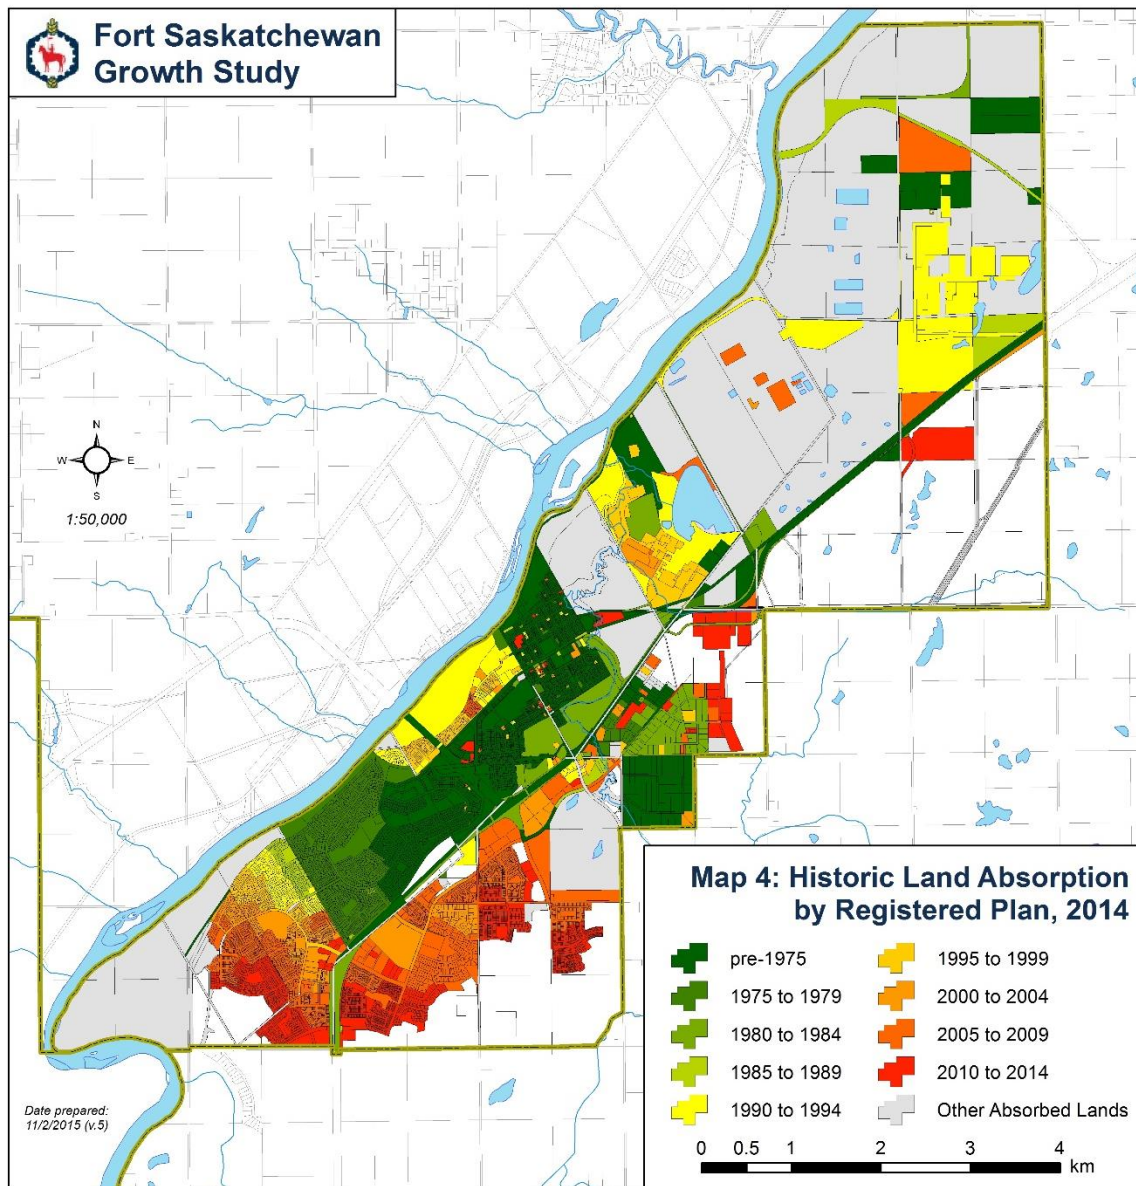 Fort Saskatchewan
Growth Study
N
W E
S
1:50,000
Map 4: Historic Land Absorption
by Registered Plan, 2014
pre-1975
1975 to 1979
1980 to 1984
1985 to 1989
1990 to 1994
1995 to 1999
2000 to 2004
2005 to 2009
2010 to 2014
Other Absorbed Lands
0 0.5 1 2 3 4
km
Date prepared:
11/2/2015 (v.5)